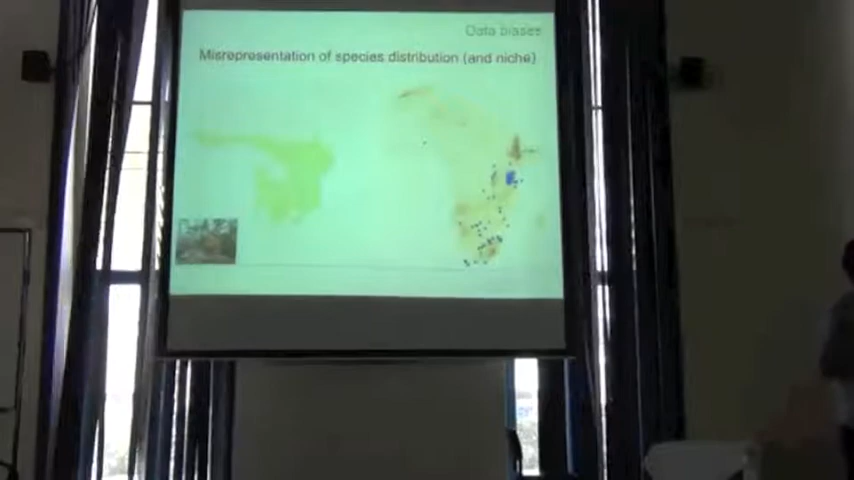 Data biases
Misrepresentation of species distribution (and niche)